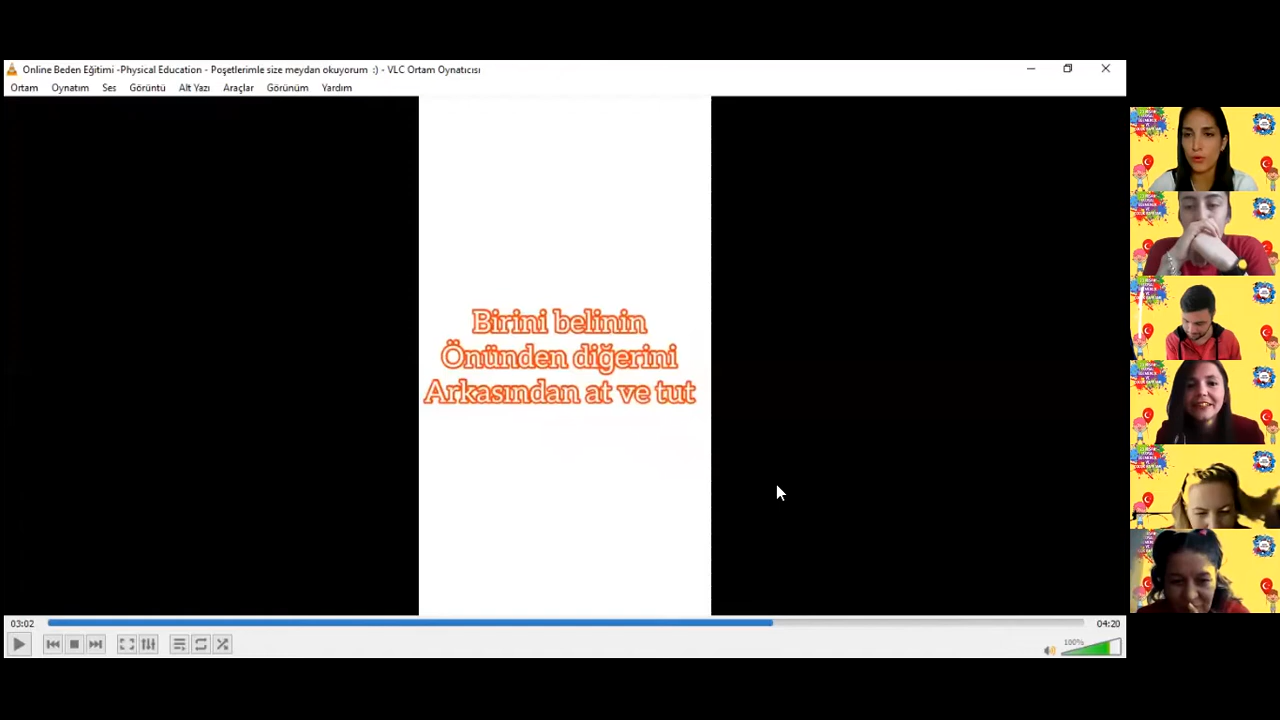 Online Beden Eğitimi -Physical Education - Poşetlerimle size meydan okuyorum :) - VLC Ortam Oynatıcısı
Ortam Oynatım Ses Görüntü Alt Yazı Araçlar Görünüm Yardım
Birini belinin
Önünden diğerini
Arkasından at ve tut
03:02
04:20
100%